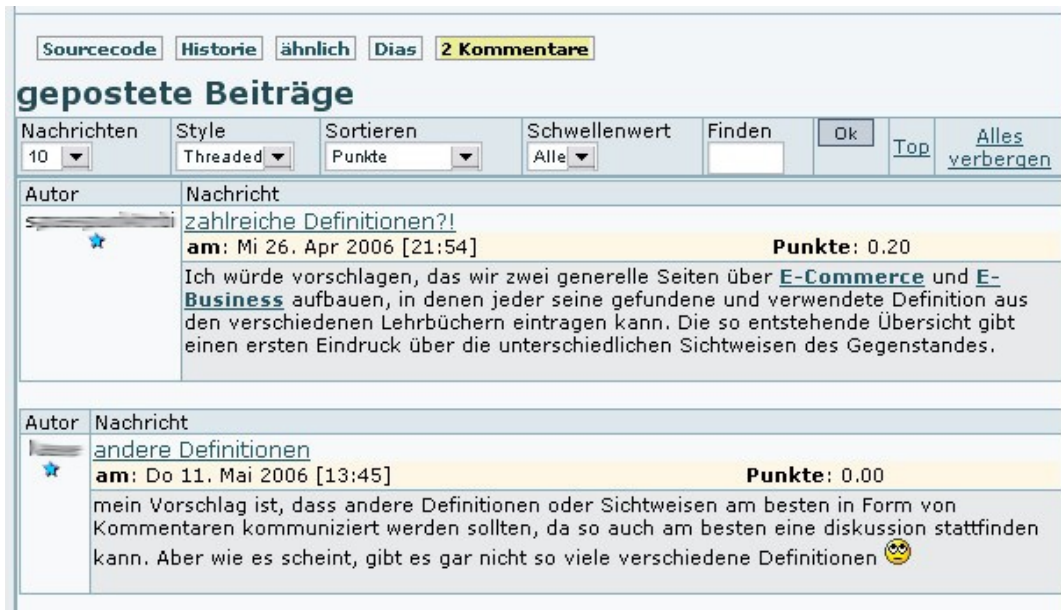 Sourcecode Historie ähnlich Dias 2 Kommentare
gepostete Beiträge
Nachrichten Style Sortieren Schwellenwert Finden Ok Top Alles
10 Threaded Punkte Alle verbergen
Autor Nachricht
zahlreiche Definitionen?!
am: Mi 26. Apr 2006 [21:54] Punkte: 0.20
Ich würde vorschlagen, das wir zwei generelle Seiten über E-Commerce und E-
Business aufbauen, in denen jeder seine gefundene und verwendete Definition aus
den verschiedenen Lehrbüchern eintragen kann. Die so entstehende Übersicht gibt
einen ersten Eindruck über die unterschiedlichen Sichtweisen des Gegenstandes.
Autor Nachricht
andere Definitionen
am: Do 11. Mai 2006 [13:45] Punkte: 0.00
mein Vorschlag ist, dass andere Definitionen oder Sichtweisen am besten in Form von
Kommentaren kommuniziert werden sollten, da so auch am besten eine diskussion stattfinden
kann. Aber wie es scheint, gibt es gar nicht so viele verschiedene Definitionen